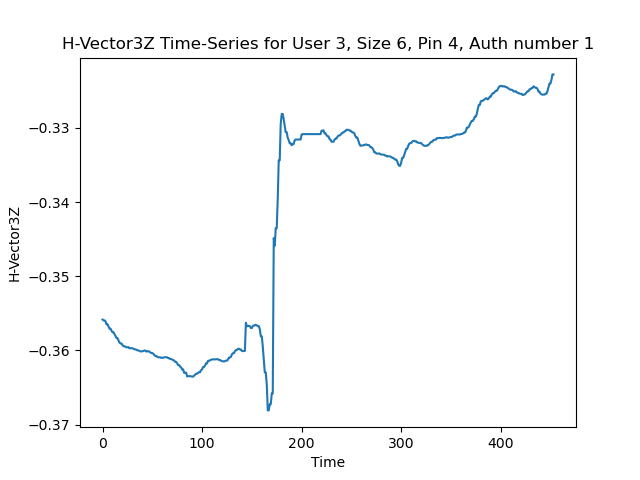 H-Vector3Z Time-Series for User 3, Size 6, Pin 4, Auth number 1
H-Vector3Z
−0.33
−0.34
−0.35
−0.36
−0.37
0 100 200 300 400
Time